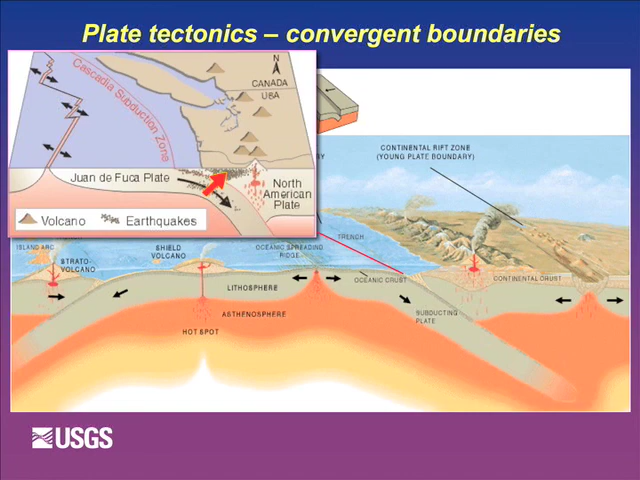 Plate tectonics – convergent boundaries
N
CANADA
USA
Cascadia Subduction Zone
Juan de Fuca Plate
North
American
Plate
Volcano
Earthquakes
CONTINENTAL RIFT ZONE
(YOUNG PLATE BOUNDARY)
ISLAND ARC
STRATO-
VOLCANO
SHIELD
VOLCANO
OCEANIC SPREADING
RIDGE
TRENCH
OCEANIC CRUST
CONTINENTAL CRUST
LITHOSPHERE
ASTHENOSPHERE
HOT SPOT
SUBDUCTING
PLATE
USGS